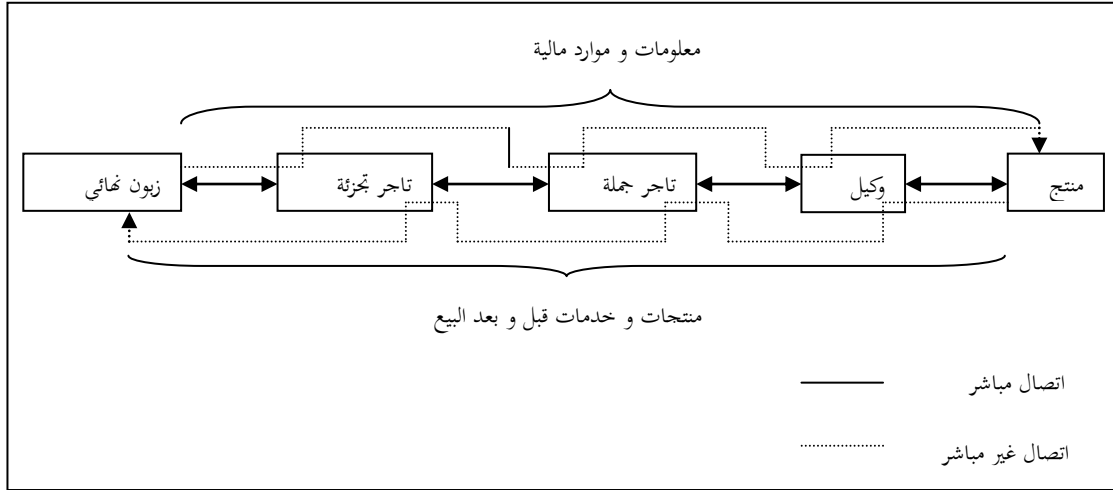 معلومات و موارد مالية
منتج
وكيل
تاجر جملة
تاجر تجزئة
زبون نهائي
منتجات و خدمات قبل و بعد البيع
اتصال مباشر
اتصال غير مباشر